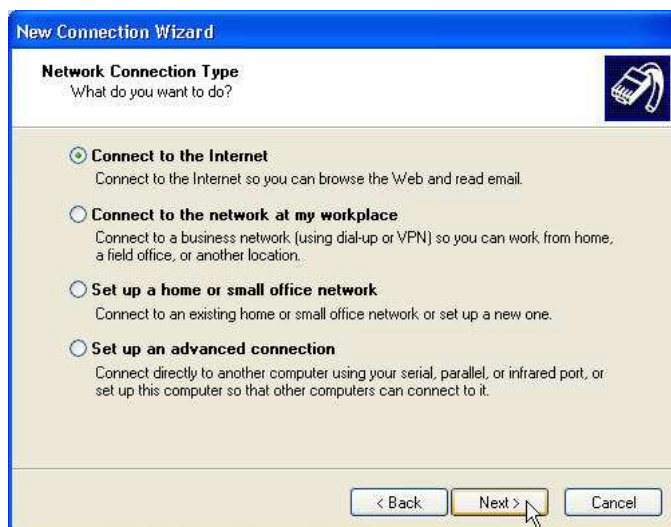 New Connection Wizard
Network Connection Type
What do you want to do?
Connect to the Internet
Connect to the Internet so you can browse the Web and read email.
Connect to the network at my workplace
Connect to a business network (using dial-up or VPN) so you can work from home,
a field office, or another location.
Set up a home or small office network
Connect to an existing home or small office network or set up a new one.
Set up an advanced connection
Connect directly to another computer using your serial, parallel, or infrared port, or
set up this computer so that other computers can connect to it.
< Back Next > Cancel